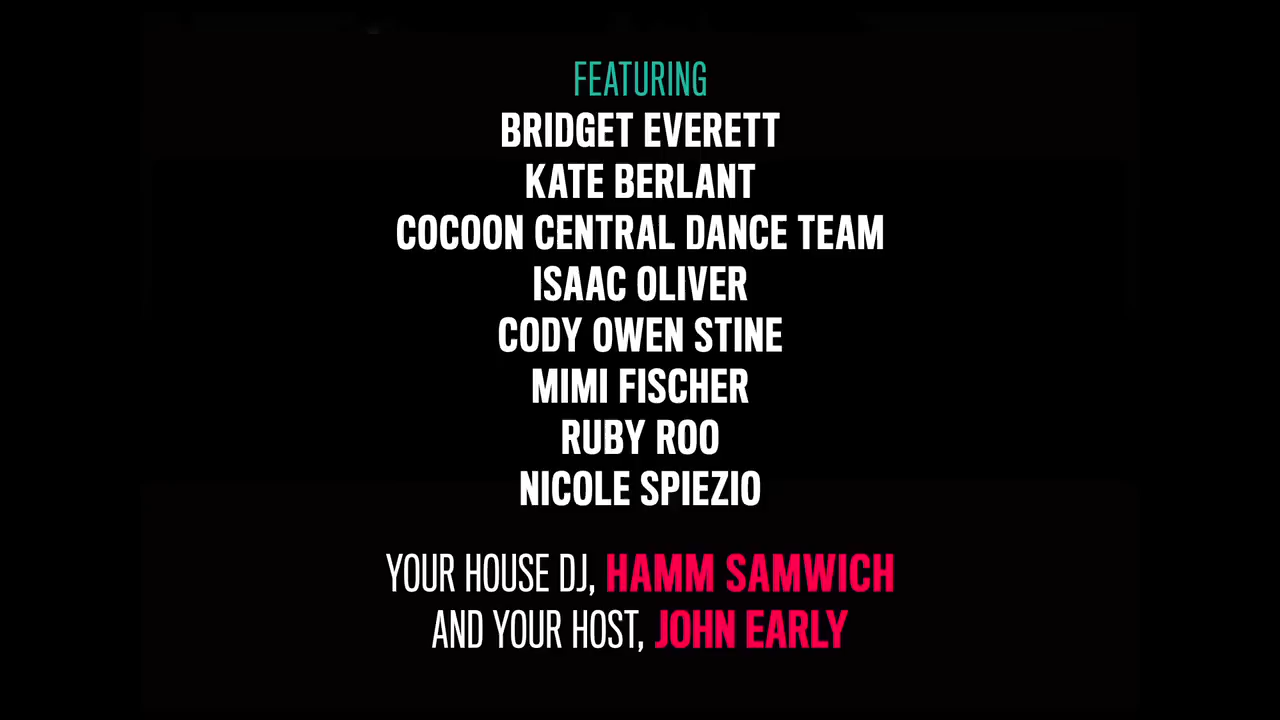 FEATURING
BRIDGET EVERETT
KATE BERLANT
COCOON CENTRAL DANCE TEAM
ISAAC OLIVER
CODY OWEN STINE
MIMI FISCHER
RUBY ROO
NICOLE SPIEZIO
YOUR HOUSE DJ, HAMM SAMWICH
AND YOUR HOST, JOHN EARLY